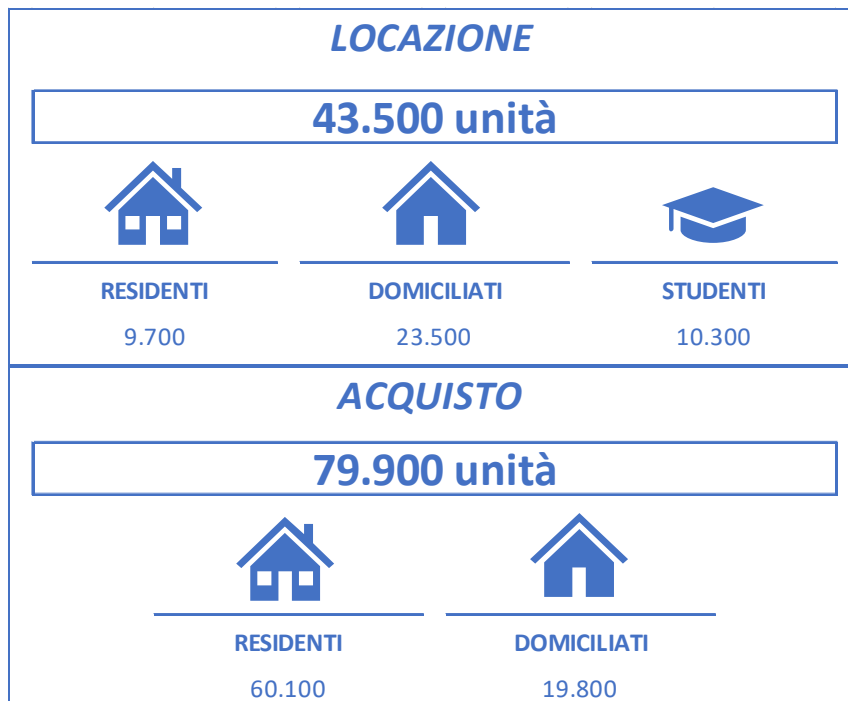 LOCAZIONE
43.500 unità
RESIDENTI DOMICILIATI STUDENTI
9.700 23.500 10.300
ACQUISTO
79.900 unità
RESIDENTI DOMICILIATI
60.100 19.800